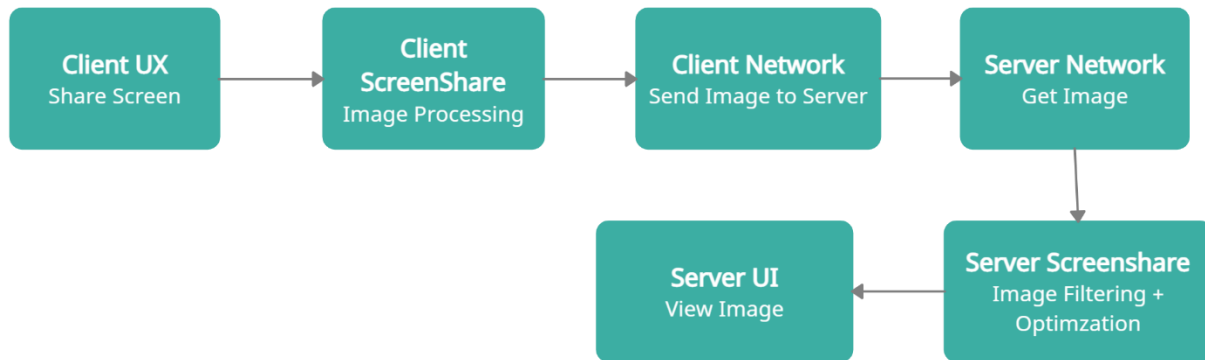 Client UX
Share Screen
Client
ScreenShare
Image Processing
Client Network
Send Image to Server
Server Network
Get Image
Server Screenshare
Image Filtering +
Optimzation
Server UI
View Image